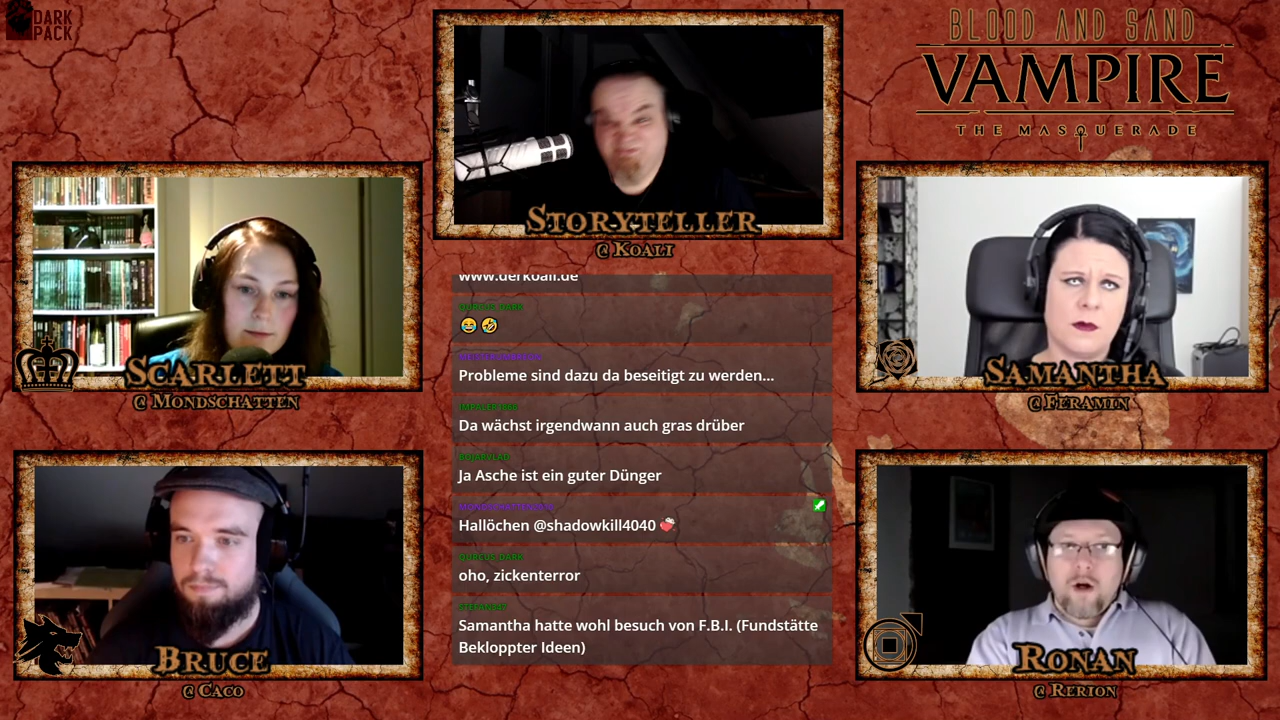 DARK
PACK
BLOOD AND SAND
VAMPIRE
THE MASQUERADE
STORYTELLER
@ KOALI
SCARLETT
@ MONDSCHATTEN
SAMANTHA
@ FERAMIN
BRUCE
@ CACO
RONAN
@ RERION
www.derkoali.de
😂 🤣
Probleme sind dazu da beseitigt zu werden...
Da wächst irgendwann auch gras drüber
Ja Asche ist ein guter Dünger
Hallöchen @shadowkill4040
oho, zickenterror
Samantha hatte wohl besuch von F.B.I. (Fundstätte
Bekloppter Ideen)